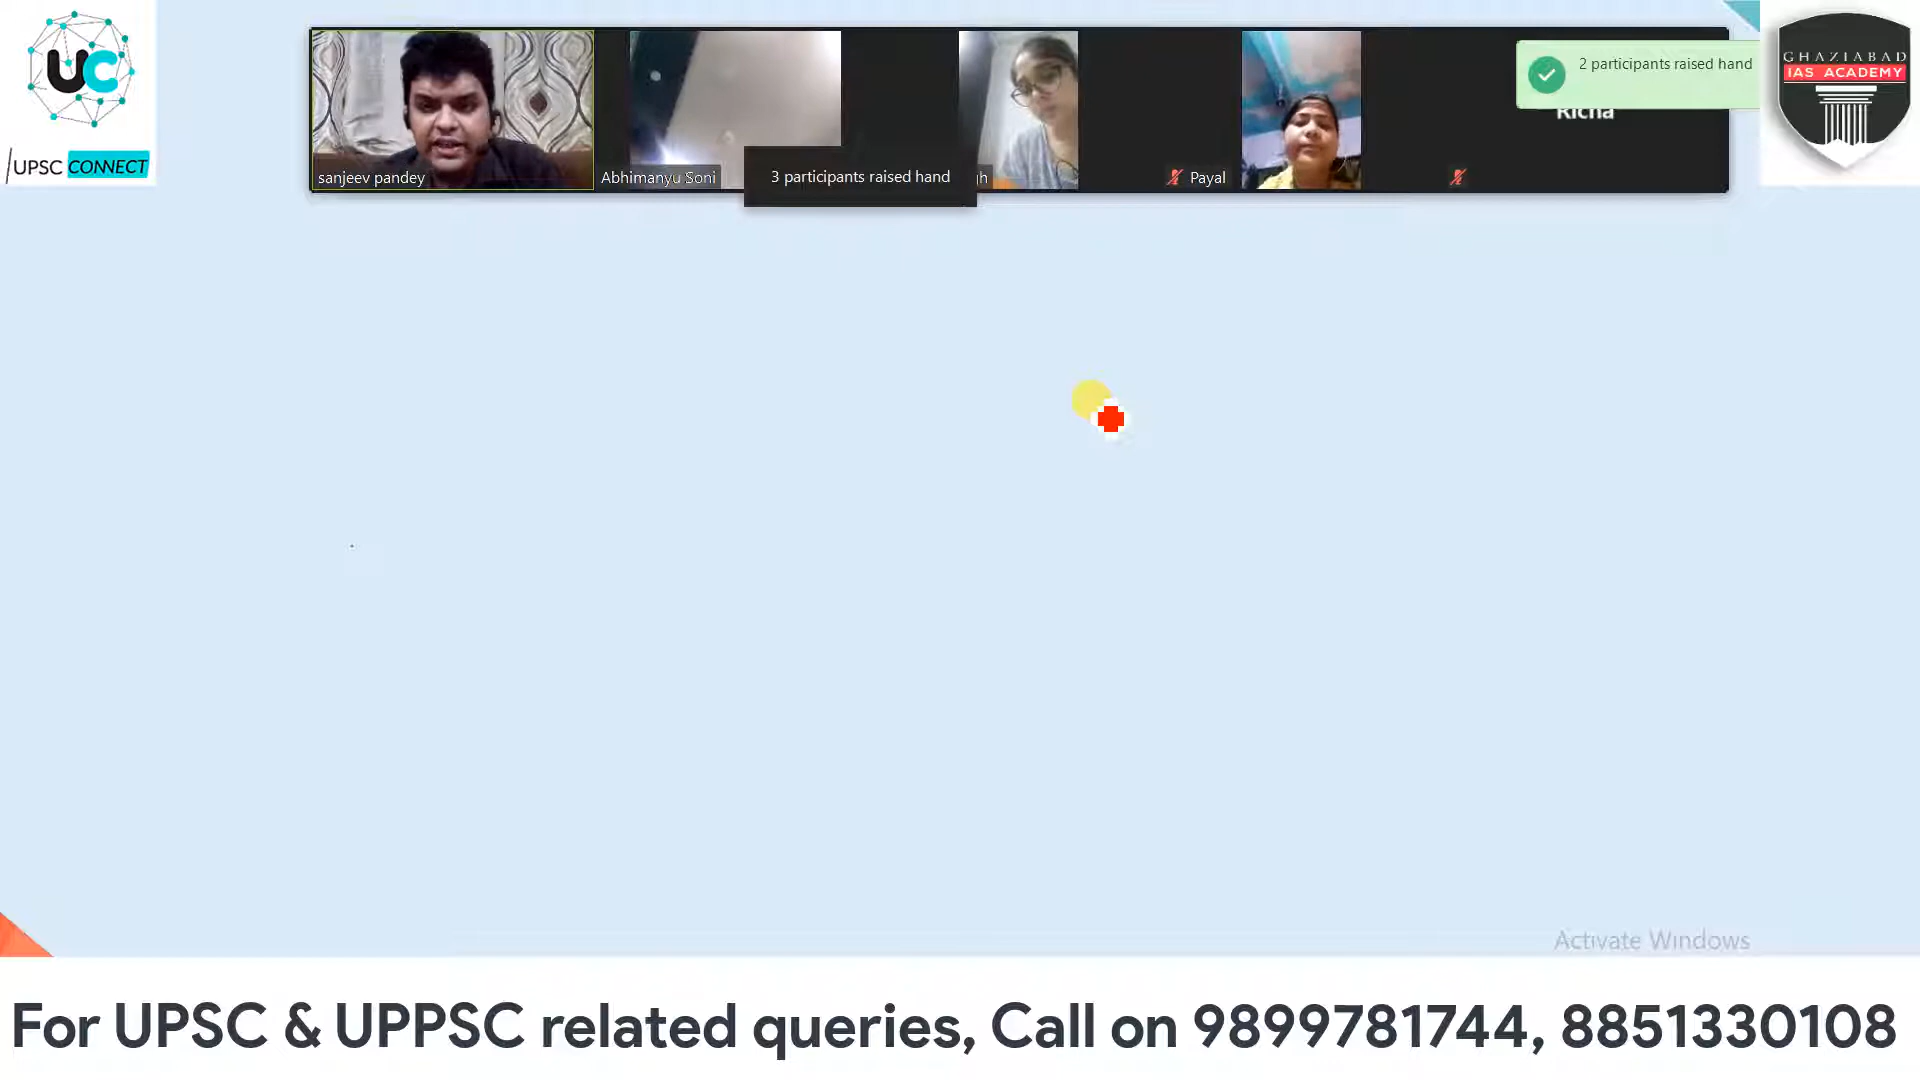 UC
UPSC CONNECT
sanjeev pandey
Abhimanyu Soni
3 participants raised hand
gh
Payal
Richa
2 participants raised hand
GHAZIABAD
IAS ACADEMY
Activate Windows
For UPSC & UPPSC related queries, Call on 9899781744, 8851330108